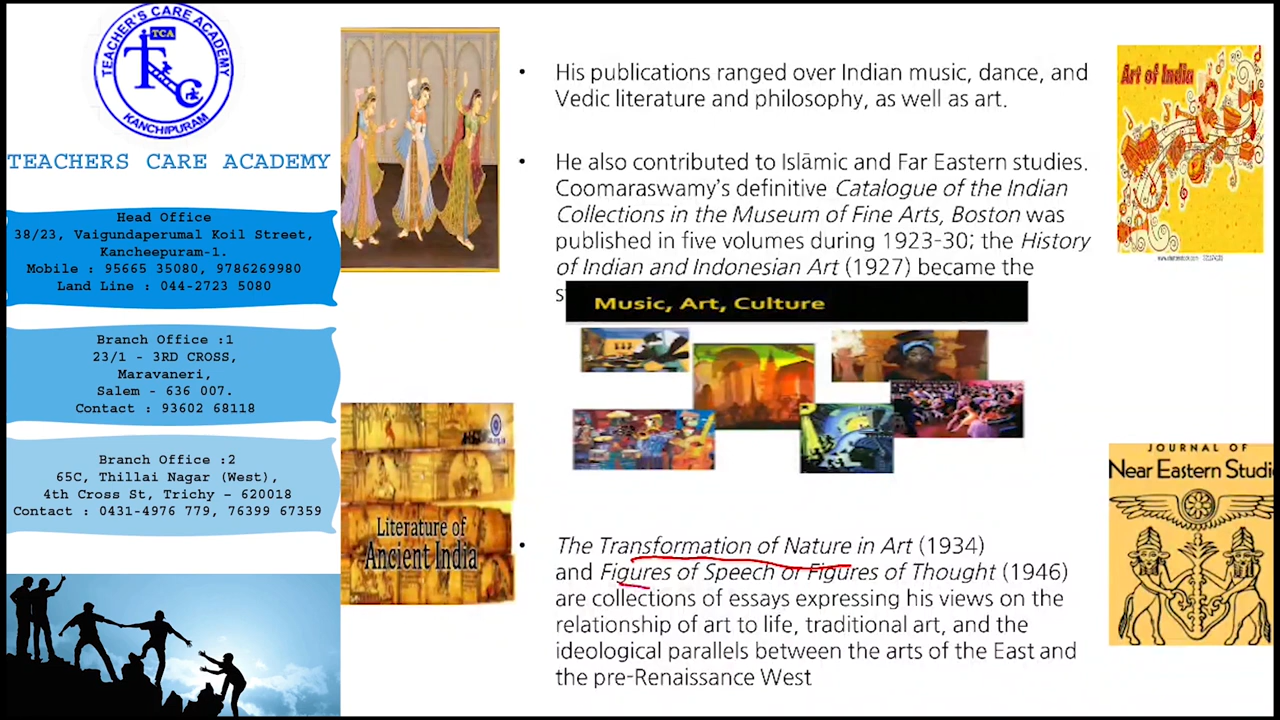 TEACHER'S CARE ACADEMY
TCA
KANCHIPURAM
TEACHERS CARE ACADEMY
Head Office
38/23, Vaigundaperumal Koil Street,
Kancheepuram-1.
Mobile : 95665 35080, 9786269980
Land Line : 044-2723 5080
Branch Office :1
23/1 - 3RD CROSS,
Maravaneri,
Salem - 636 007.
Contact : 93602 68118
Branch Office :2
65C, Thillai Nagar (West),
4th Cross St, Trichy – 620018
Contact : 0431-4976 779, 76399 67359
Literature of
Ancient India
• His publications ranged over Indian music, dance, and
Vedic literature and philosophy, as well as art.
• He also contributed to Islāmic and Far Eastern studies.
Coomaraswamy's definitive Catalogue of the Indian
Collections in the Museum of Fine Arts, Boston was
published in five volumes during 1923-30; the History
of Indian and Indonesian Art (1927) became the
Music, Art, Culture
• The Transformation of Nature in Art (1934)
and Figures of Speech or Figures of Thought (1946)
are collections of essays expressing his views on the
relationship of art to life, traditional art, and the
ideological parallels between the arts of the East and
the pre-Renaissance West
Art of India
JOURNAL OF
Near Eastern Studi